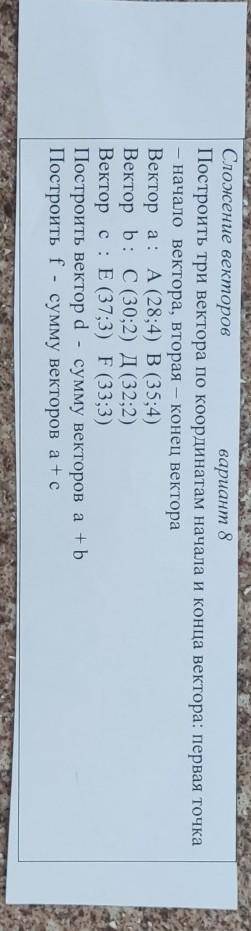 Сложение векторов вариант 8
Построить три вектора по координатам начала и конца вектора: первая точка
– начало вектора, вторая – конец вектора
Вектор a : А (28;4) В (35;4)
Вектор b : С (30;2) Д (32;2)
Вектор с : Е (37;3) F (33;3)
Построить вектор d - сумму векторов a + b
Построить f - сумму векторов a + c